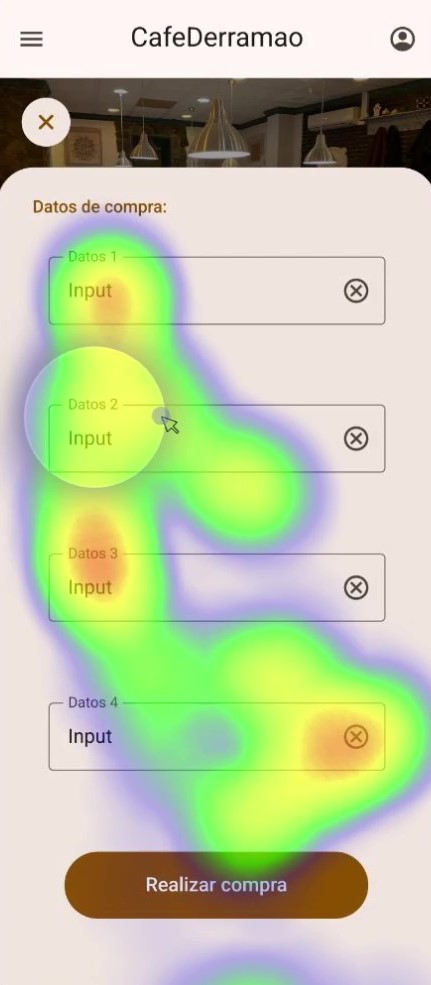 CafeDerramao
Datos de compra:
Datos 1
Input
Datos 2
Input
Datos 3
Input
Datos 4
Input
Realizar compra